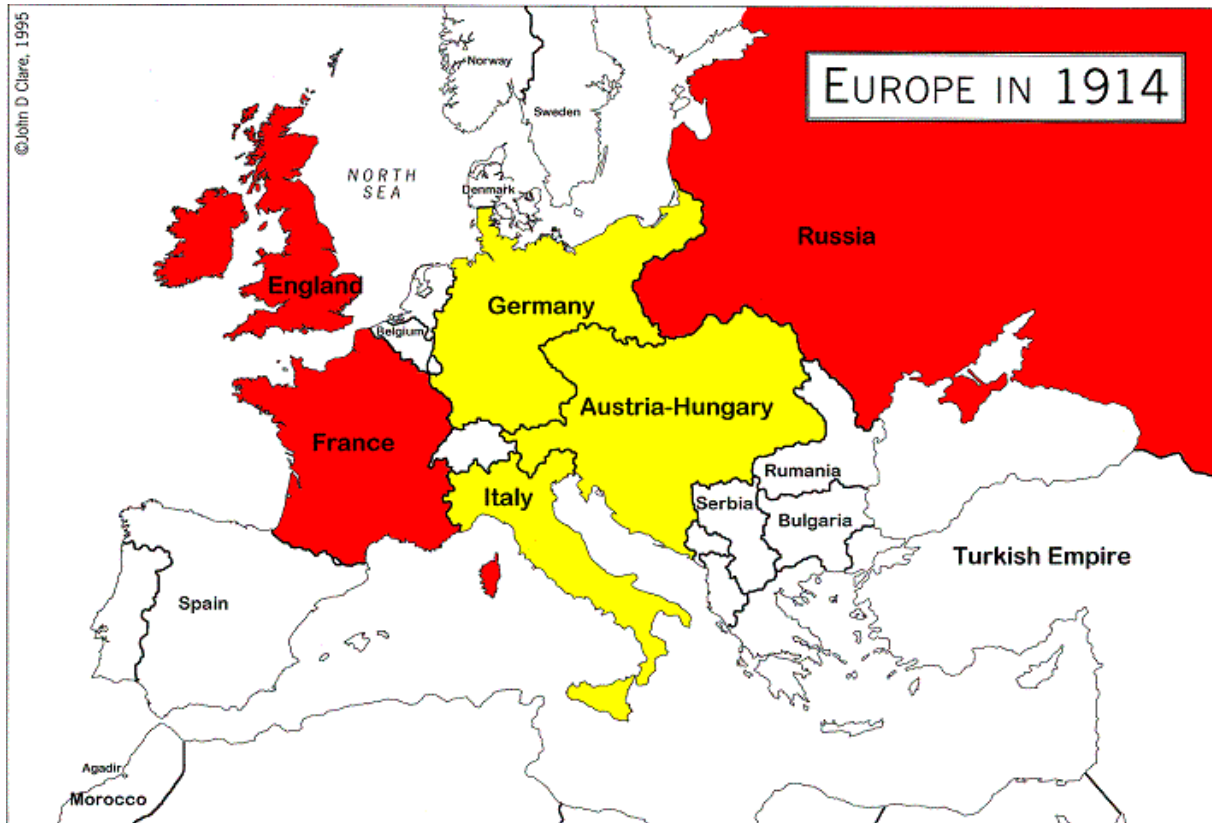 ©John D Clare, 1995
EUROPE IN 1914
Norway
Sweden
NORTH
SEA
Denmark
Russia
England
Germany
Belgium
Austria-Hungary
France
Rumania
Italy
Serbia
Bulgaria
Turkish Empire
Spain
Agadir
Morocco